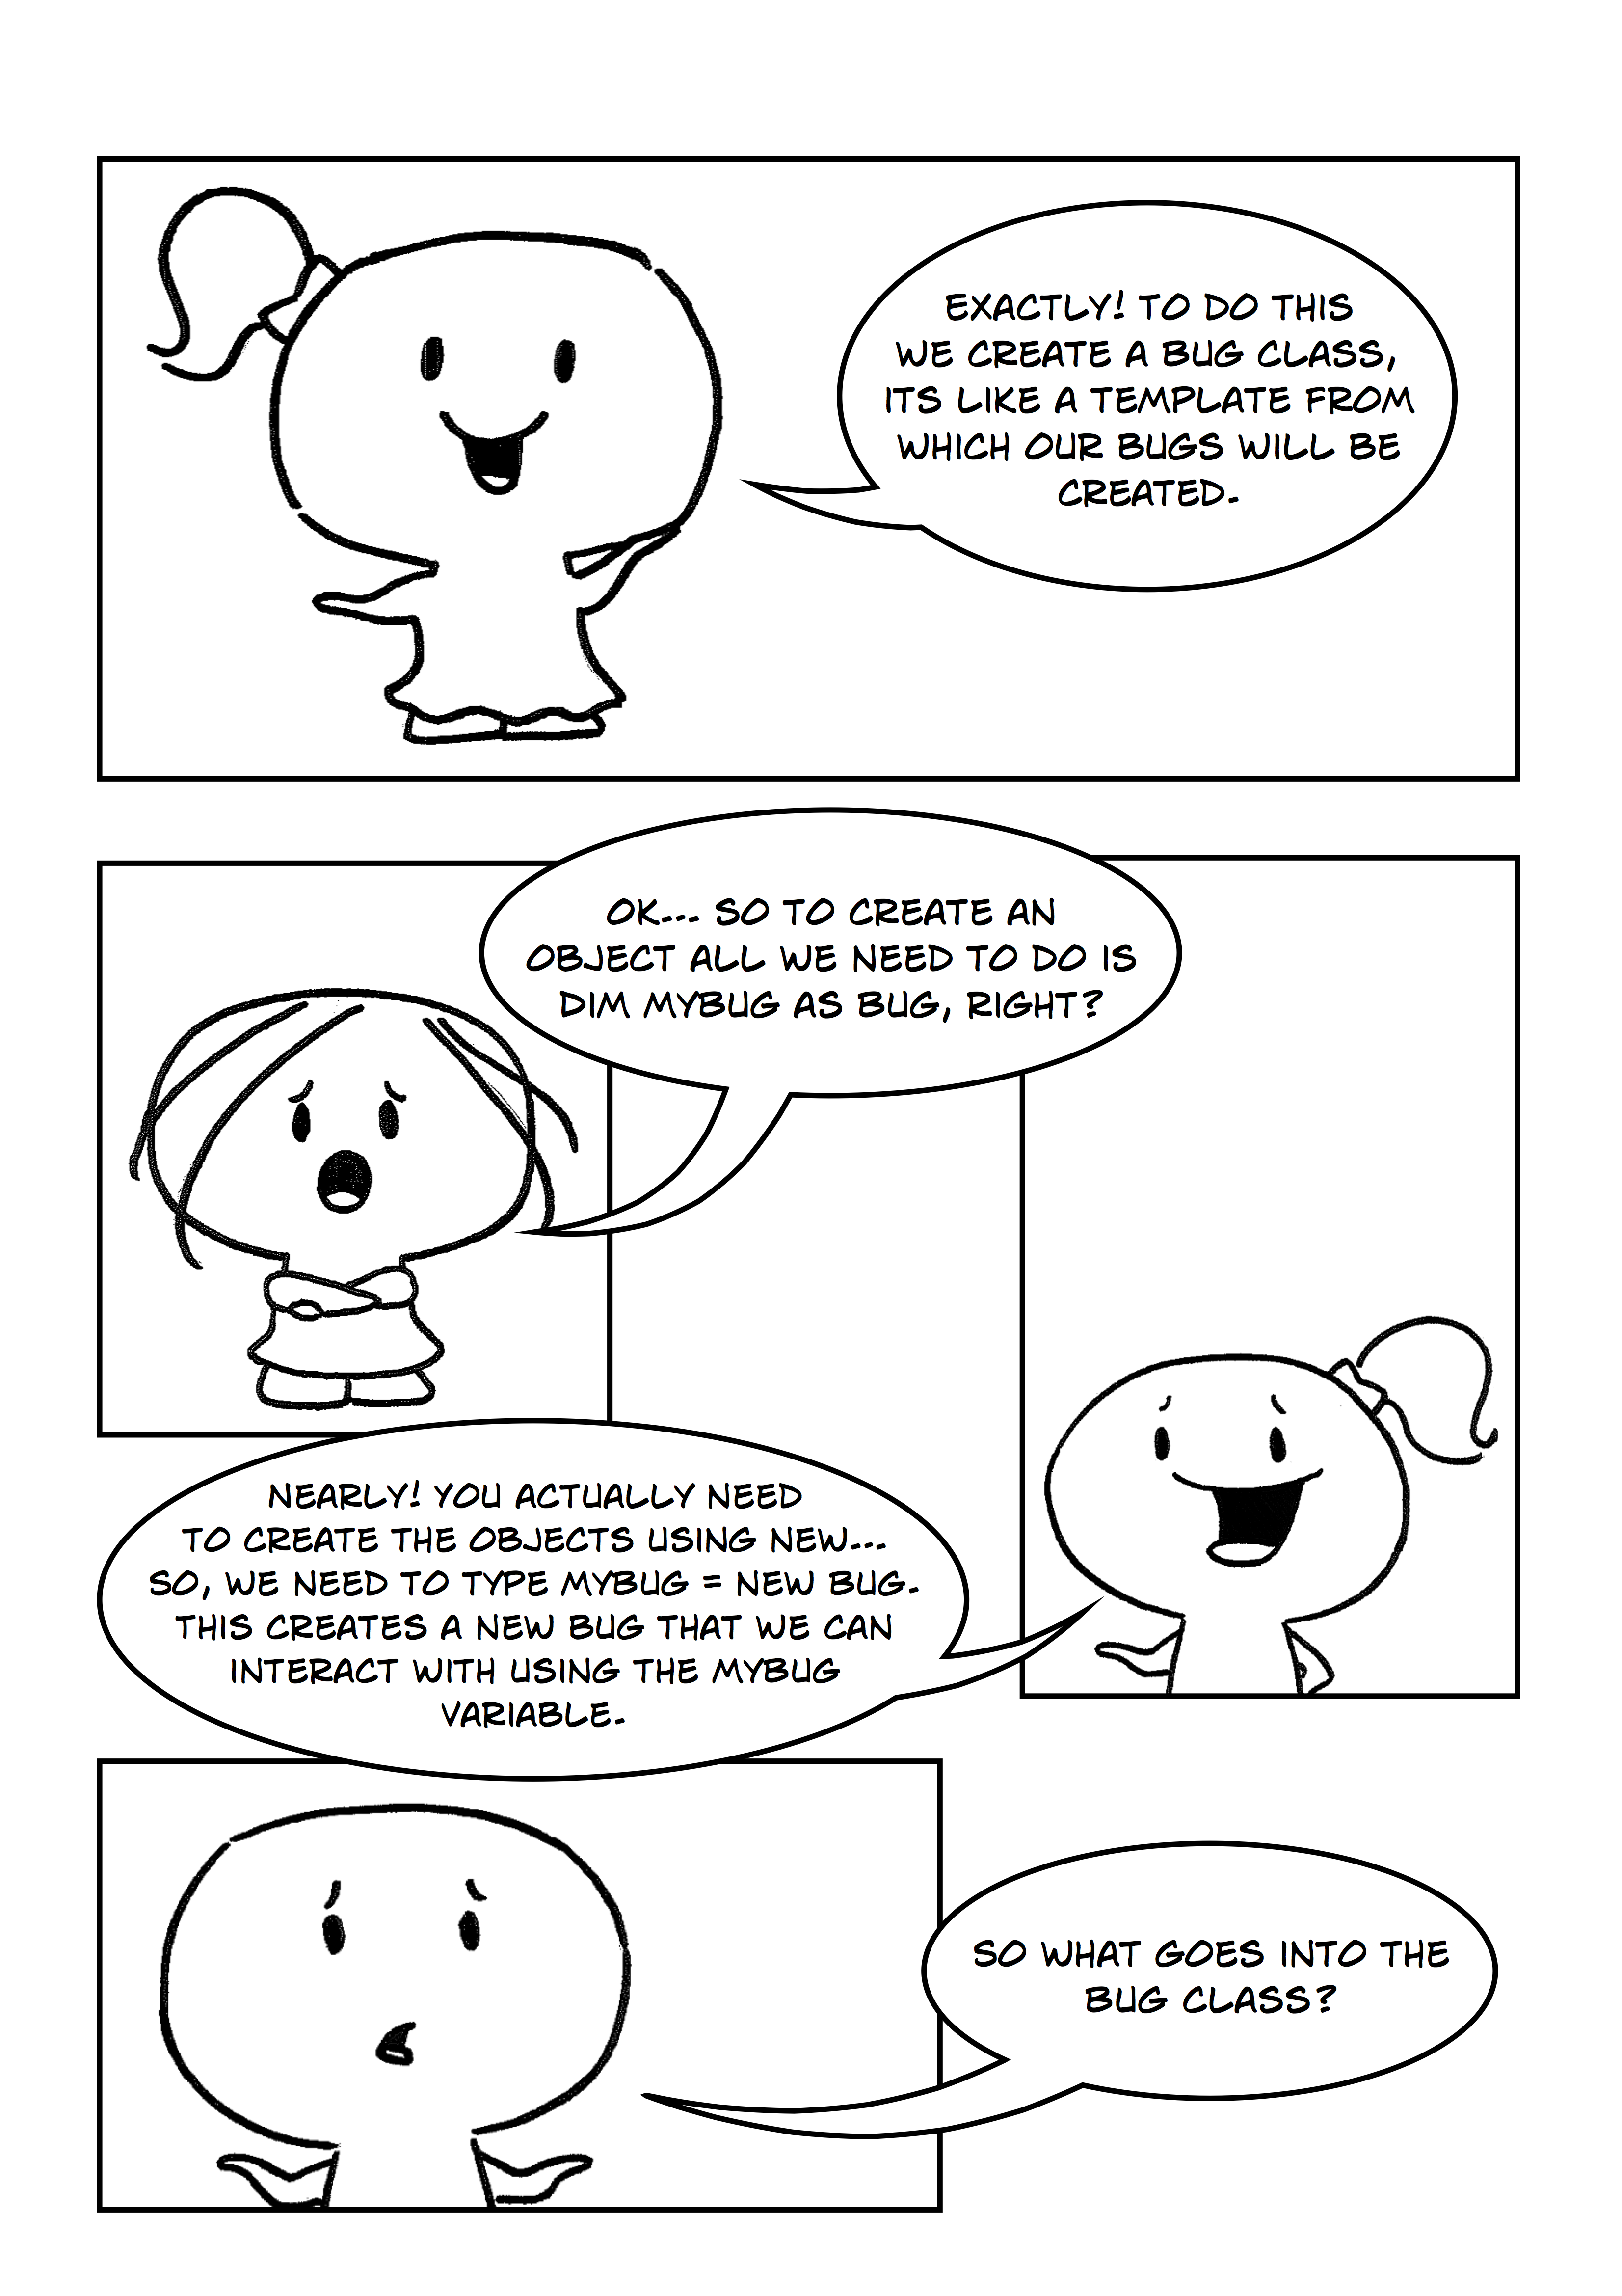 EXACTLY! TO DO THIS
WE CREATE A BUG CLASS,
ITS LIKE A TEMPLATE FROM
WHICH OUR BUGS WILL BE
CREATED.
OK... SO TO CREATE AN
OBJECT ALL WE NEED TO DO IS
DIM MYBUG AS BUG, RIGHT?
NEARLY! YOU ACTUALLY NEED
TO CREATE THE OBJECTS USING NEW...
SO, WE NEED TO TYPE MYBUG = NEW BUG.
THIS CREATES A NEW BUG THAT WE CAN
INTERACT WITH USING THE MYBUG
VARIABLE.
SO WHAT GOES INTO THE
BUG CLASS?